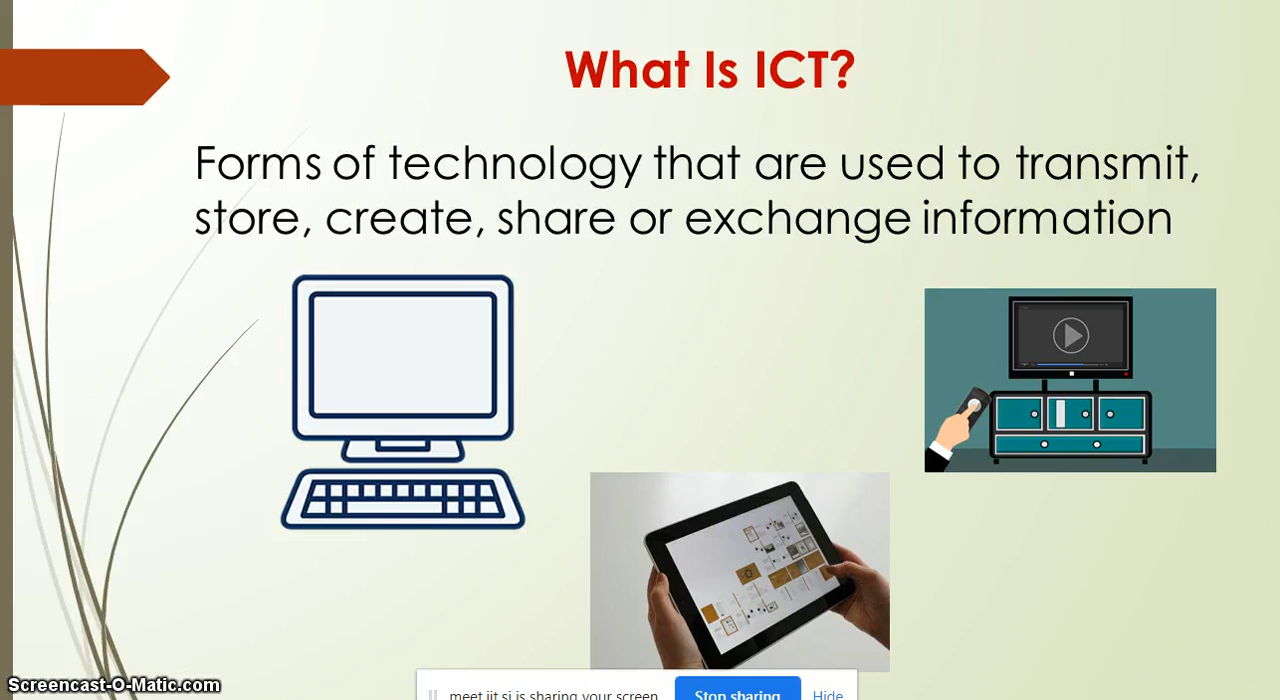 What Is ICT?
Forms of technology that are used to transmit,
store, create, share or exchange information
Screencast-O-Matic.com
meet.jit.si is sharing your screen.
Stop sharing
Hide